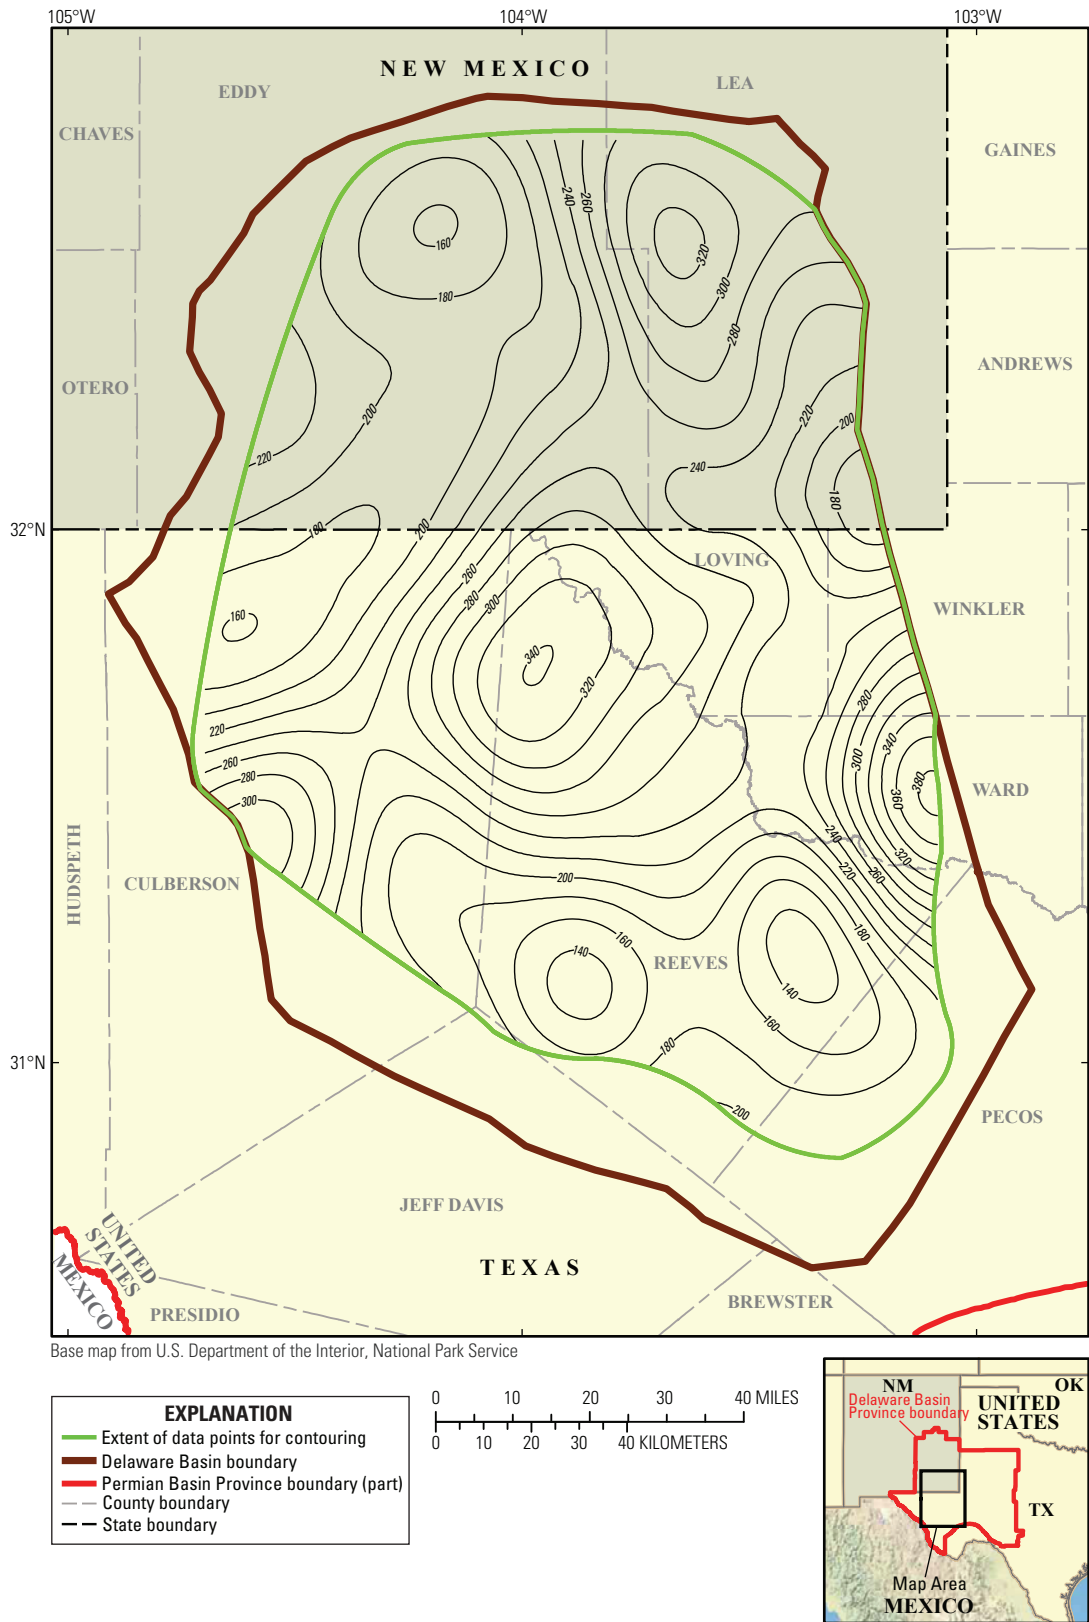 105°W
104°W
103°W
NEW MEXICO
EDDY
LEA
CHAVES
GAINES
240
260
160
320
300
180
280
OTERO
ANDREWS
200
220
220
200
240
180
180
200
32°N
LOVING
260
280
300
WINKLER
160
340
320
280
220
340
260
300
380
280
360
WARD
300
240
320
220
260
HUDSPETH
CULBERSON
200
180
160
140
REEVES
140
160
180
31°N
200
PECOS
JEFF DAVIS
UNITED
STATES
MEXICO
TEXAS
PRESIDIO
BREWSTER
Base map from U.S. Department of the Interior, National Park Service
EXPLANATION
Extent of data points for contouring
Delaware Basin boundary
Permian Basin Province boundary (part)
County boundary
State boundary
0 10 20 30 40 MILES
0 10 20 30 40 KILOMETERS
NM
OK
Delaware Basin
Province boundary
UNITED
STATES
TX
Map Area
MEXICO